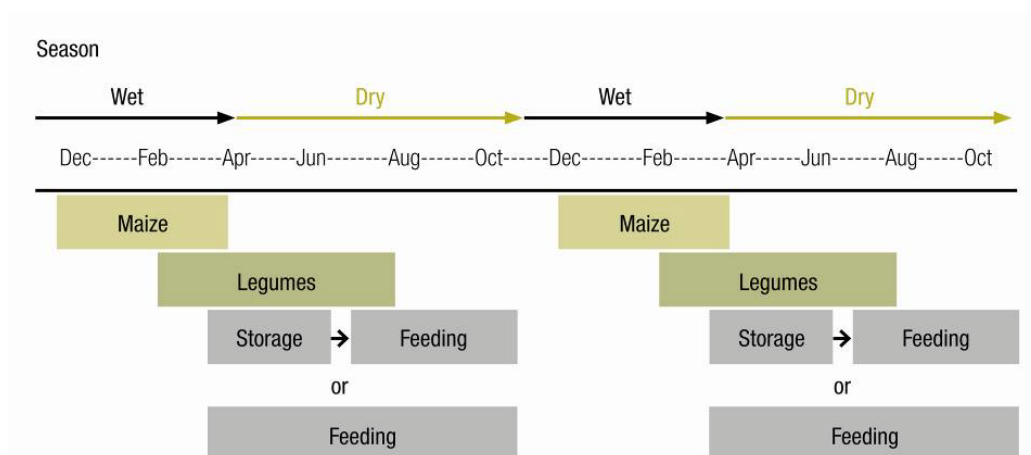 Season
Wet Dry Wet Dry
Dec------Feb-------Apr------Jun--------Aug------Oct------Dec-------Feb-------Apr------Jun-------Aug------Oct
Maize Maize
Legumes Legumes
Storage → Feeding Storage → Feeding
or or
Feeding Feeding